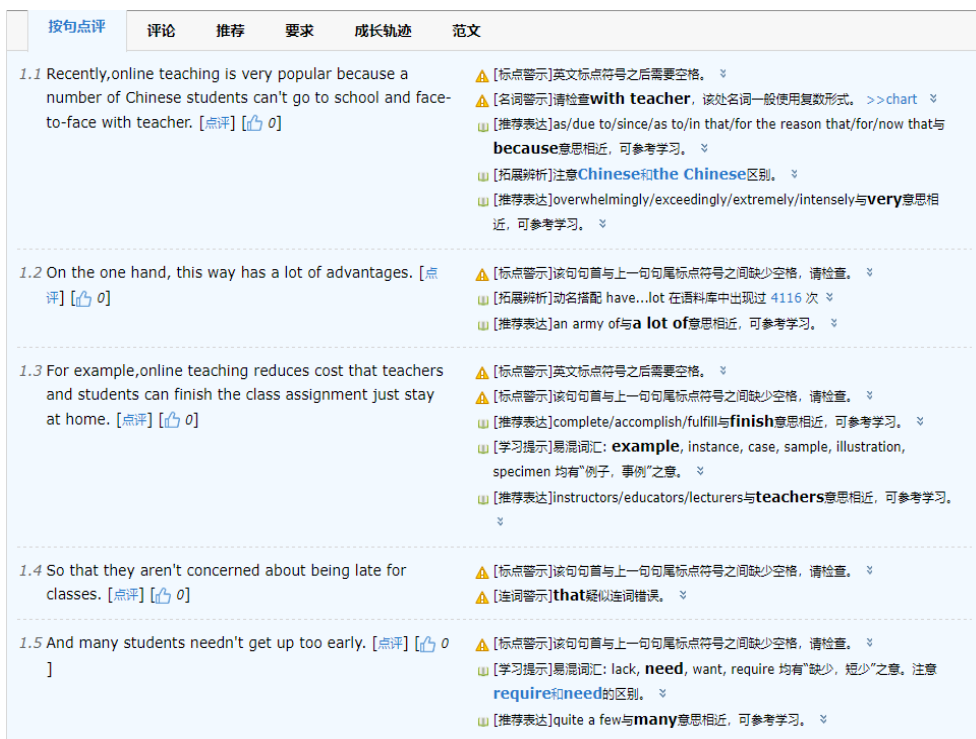 按句点评 评论 推荐 要求 成长轨迹 范文
1.1 Recently,online teaching is very popular because a
number of Chinese students can't go to school and face-
to-face with teacher. [点评] [ 0]
[标点警示]英文标点符号之后需要空格。
[名词警示]请检查with teacher，该处名词一般使用复数形式。 >>chart
[推荐表达]as/due to/since/as to/in that/for the reason that/for/now that与
because意思相近，可参考学习。
[拓展辨析]注意Chinese和the Chinese区别。
[推荐表达]overwhelmingly/exceedingly/extremely/intensely与very意思相
近，可参考学习。
1.2 On the one hand, this way has a lot of advantages. [点
评] [ 0]
[标点警示]该句句首与上一句句尾标点符号之间缺少空格，请检查。
[拓展辨析]动名搭配 have...lot 在语料库中出现过 4116 次
[推荐表达]an army of与a lot of意思相近，可参考学习。
1.3 For example,online teaching reduces cost that teachers
and students can finish the class assignment just stay
at home. [点评] [ 0]
[标点警示]英文标点符号之后需要空格。
[标点警示]该句句首与上一句句尾标点符号之间缺少空格，请检查。
[推荐表达]complete/accomplish/fulfill与finish意思相近，可参考学习。
[学习提示]易混词汇: example, instance, case, sample, illustration,
specimen 均有“例子，事例”之意。
[推荐表达]instructors/educators/lecturers与teachers意思相近，可参考学习。
1.4 So that they aren't concerned about being late for
classes. [点评] [ 0]
[标点警示]该句句首与上一句句尾标点符号之间缺少空格，请检查。
[连词警示]that疑似连词错误。
1.5 And many students needn't get up too early. [点评] [ 0
]
[标点警示]该句句首与上一句句尾标点符号之间缺少空格，请检查。
[学习提示]易混词汇: lack, need, want, require 均有“缺少，短少”之意。注意
require和need的区别。
[推荐表达]quite a few与many意思相近，可参考学习。